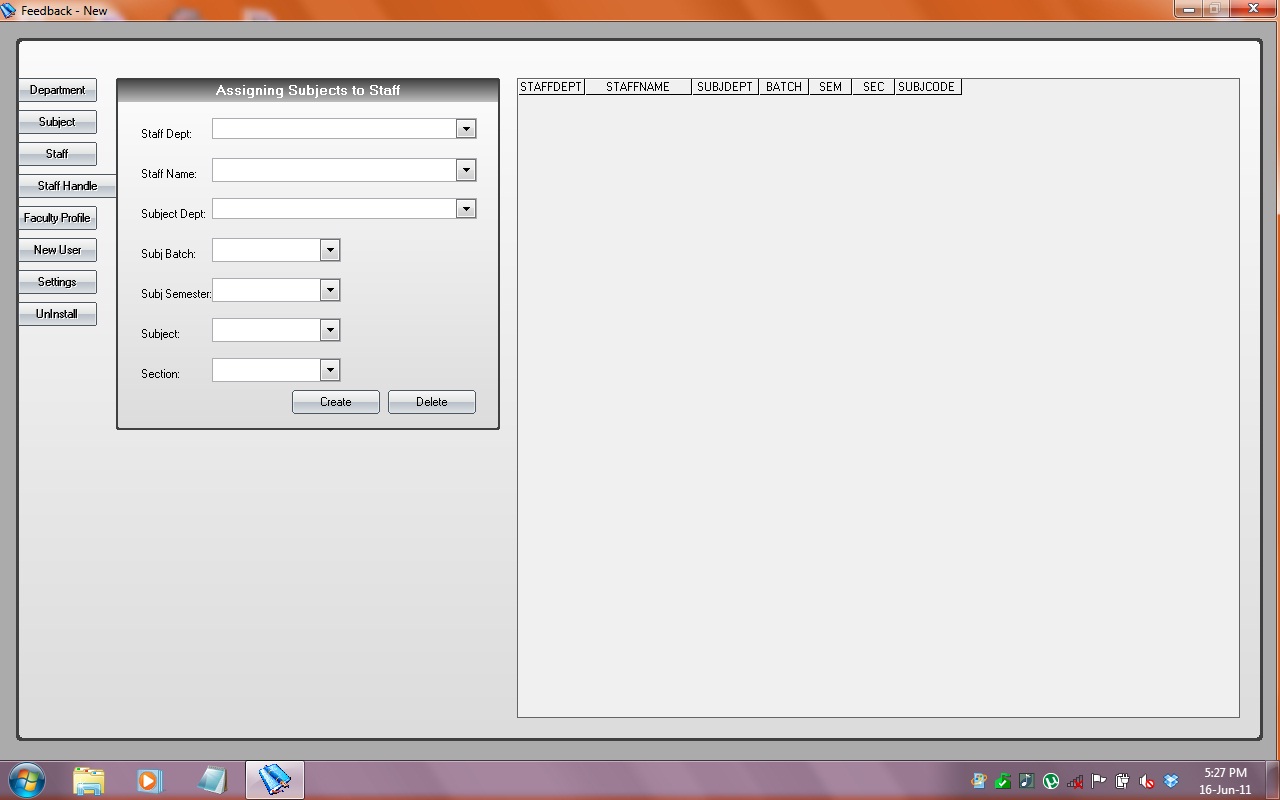 Feedback - New
Department
Subject
Staff
Staff Handle
Faculty Profile
New User
Settings
UnInstall
Assigning Subjects to Staff
Staff Dept:
Staff Name:
Subject Dept:
Subj Batch:
Subj Semester:
Subject:
Section:
Create Delete
STAFFDEPT STAFFNAME SUBJDEPT BATCH SEM SEC SUBJCODE
5:27 PM
16-Jun-11